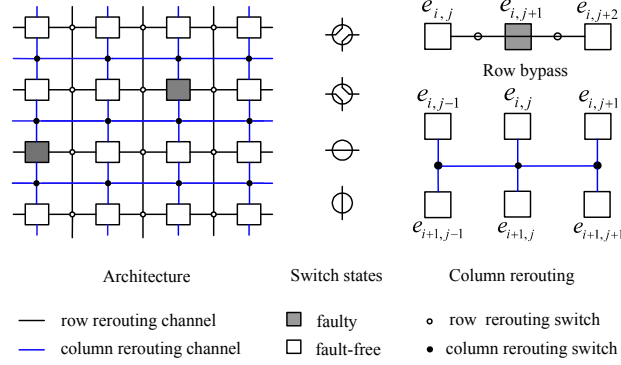 e_{i,j} e_{i,j+1} e_{i,j+2}
Row bypass
e_{i,j-1} e_{i,j} e_{i,j+1}
e_{i+1,j-1} e_{i+1,j} e_{i+1,j+1}
Architecture Switch states Column rerouting
row rerouting channel faulty row rerouting switch
column rerouting channel fault-free column rerouting switch